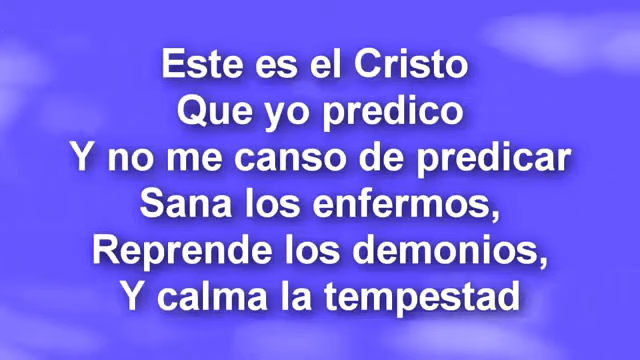 Este es el Cristo
Que yo predico
Y no me canso de predicar
Sana los enfermos,
Reprende los demonios,
Y calma la tempestad